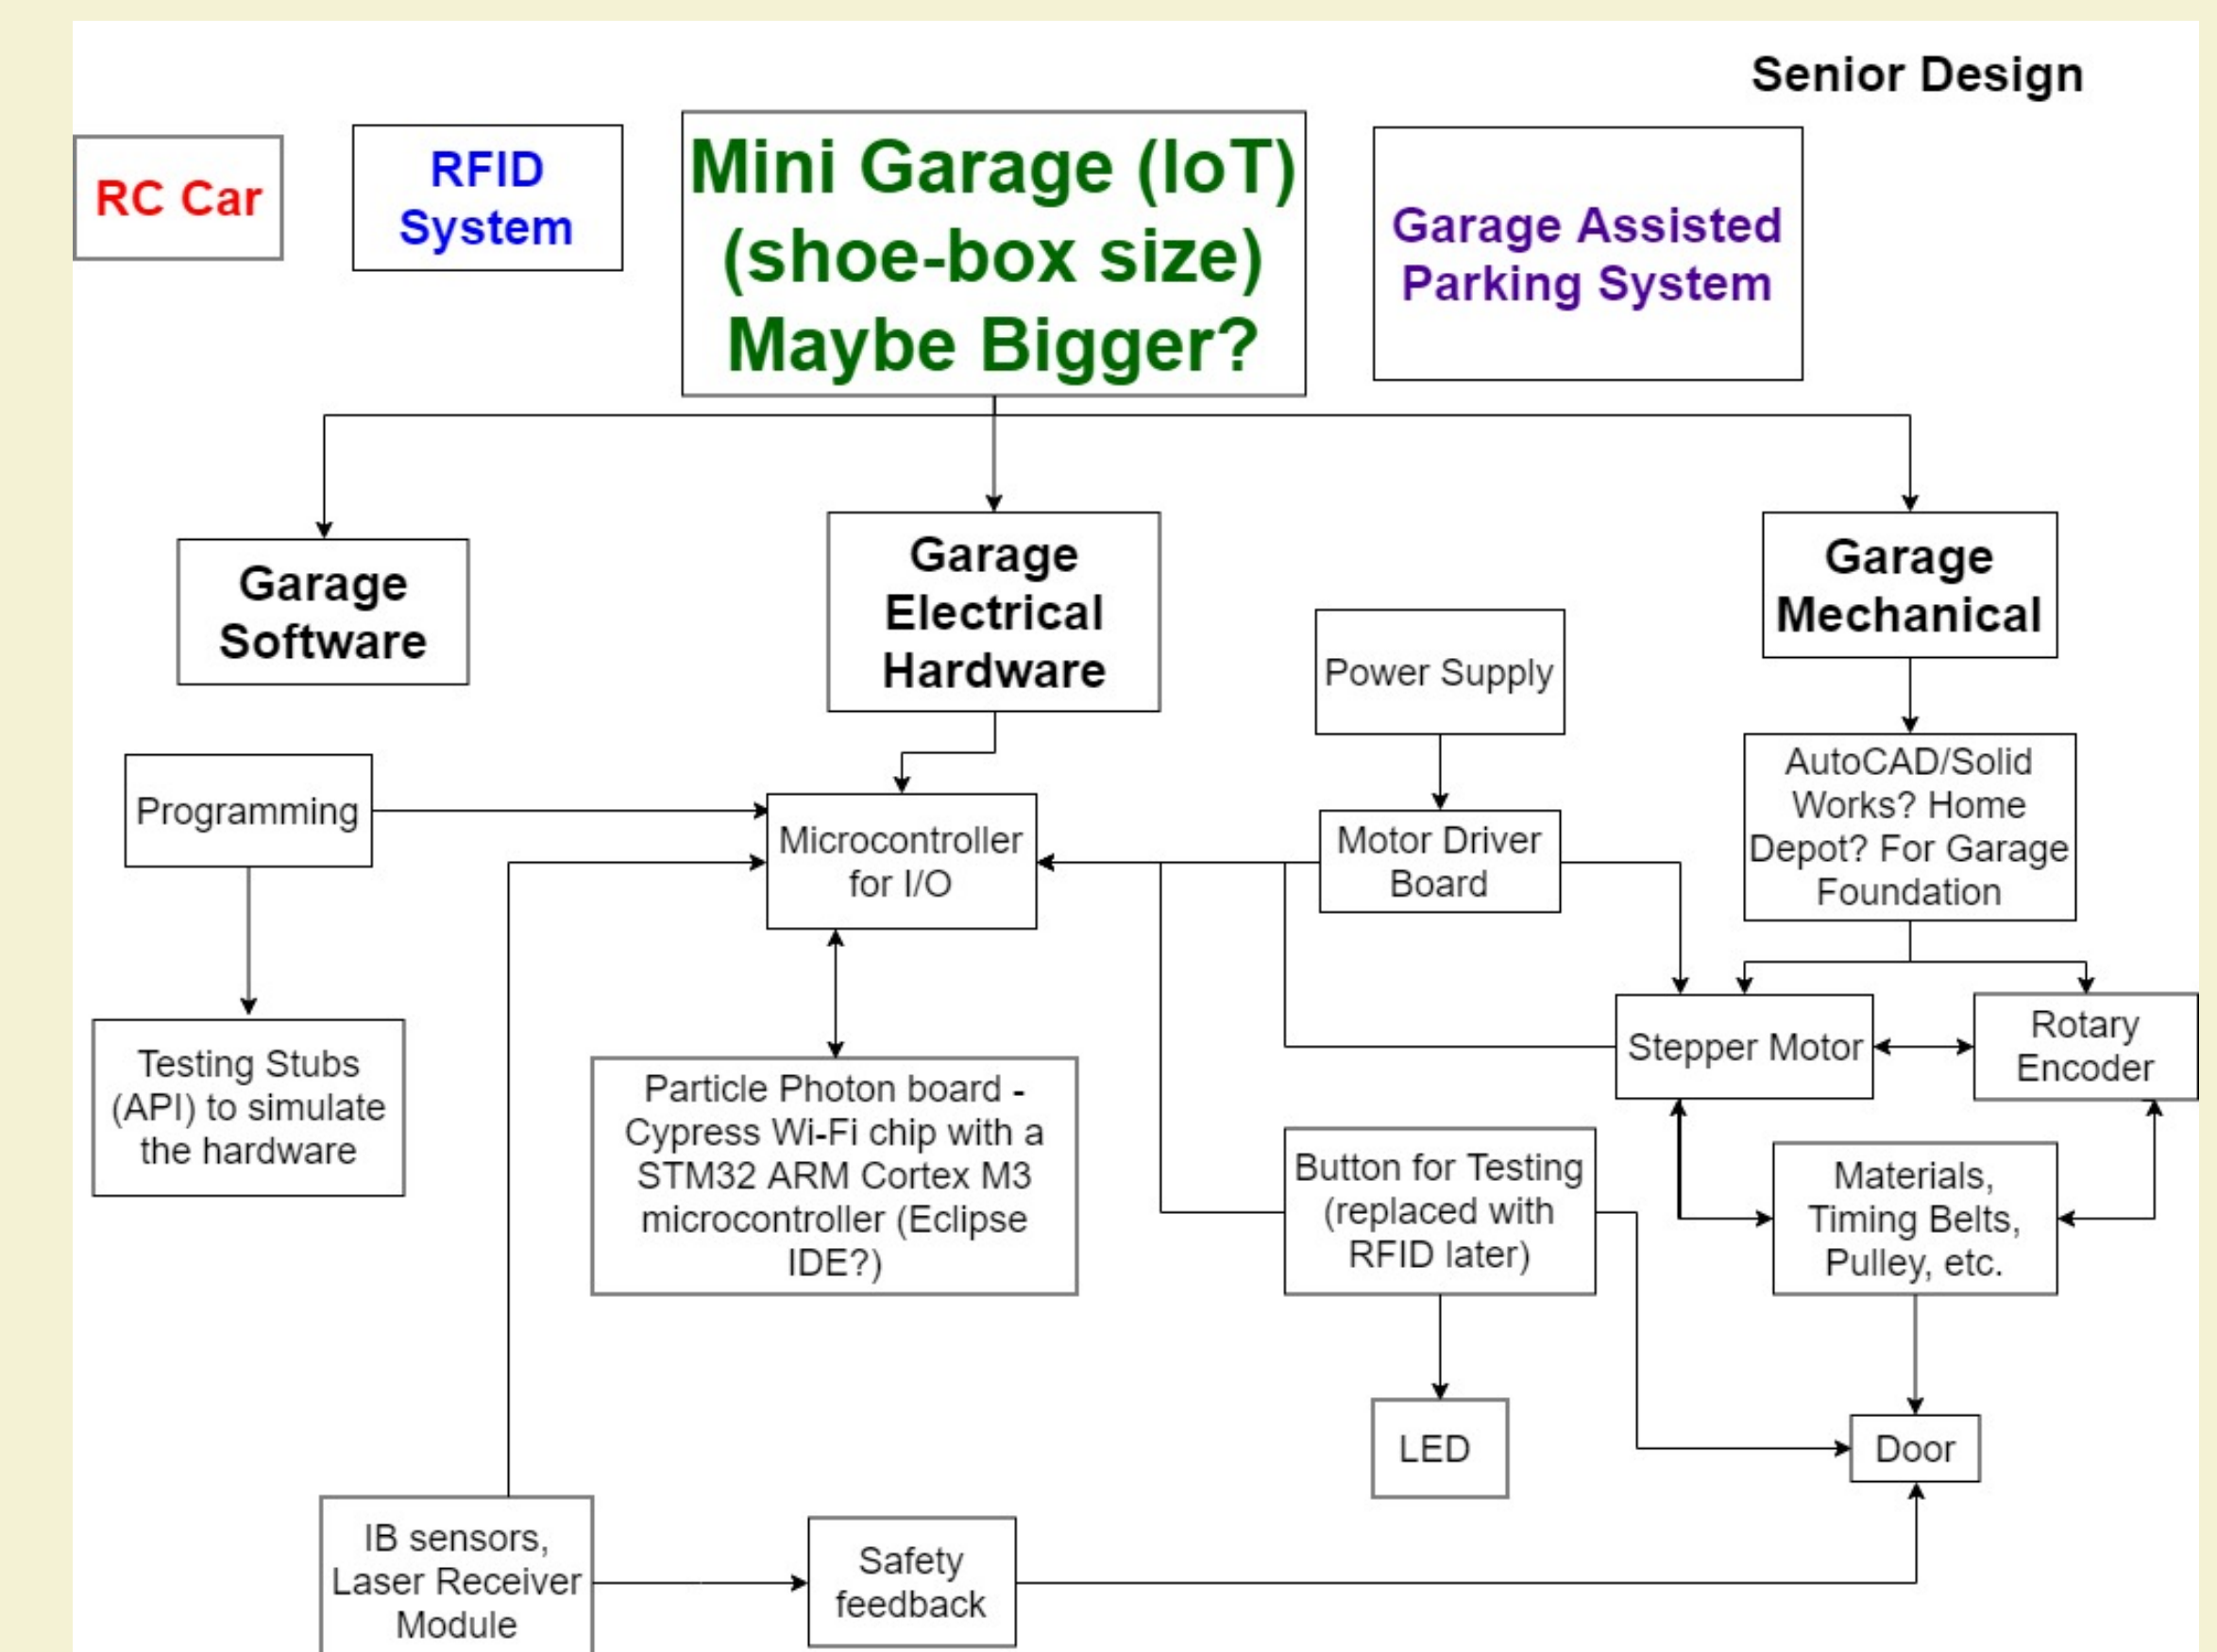 Senior Design
RC Car
RFID
System
Mini Garage (IoT)
(shoe-box size)
Maybe Bigger?
Garage Assisted
Parking System
Garage
Software
Garage
Electrical
Hardware
Garage
Mechanical
Power Supply
Programming
Microcontroller
for I/O
Motor Driver
Board
AutoCAD/Solid
Works? Home
Depot? For Garage
Foundation
Testing Stubs
(API) to simulate
the hardware
Particle Photon board -
Cypress Wi-Fi chip with a
STM32 ARM Cortex M3
microcontroller (Eclipse
IDE?)
Stepper Motor
Rotary
Encoder
Button for Testing
(replaced with
RFID later)
Materials,
Timing Belts,
Pulley, etc.
LED
Door
IB sensors,
Laser Receiver
Module
Safety
feedback